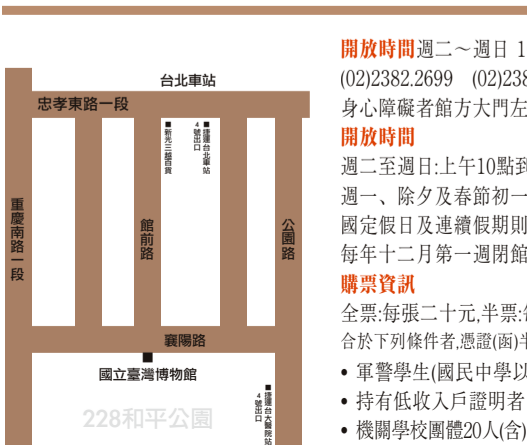 台北車站
忠孝東路一段
■新光三越百貨
■捷運台北車站
4號出口
重慶南路一段
館前路
公園路
襄陽路
國立臺灣博物館
228和平公園
■捷運台大醫院站
4號出口
開放時間週二～週日 1
(02)2382.2699 (02)238
身心障礙者館方大門左
開放時間
週二至週日:上午10點到
週一、除夕及春節初一
國定假日及連續假期則
每年十二月第一週閉館
購票資訊
全票:每張二十元,半票:每
合於下列條件者,憑證(函)半
• 軍警學生(國民中學以
• 持有低收入戶證明者
• 機關學校團體20人(含)